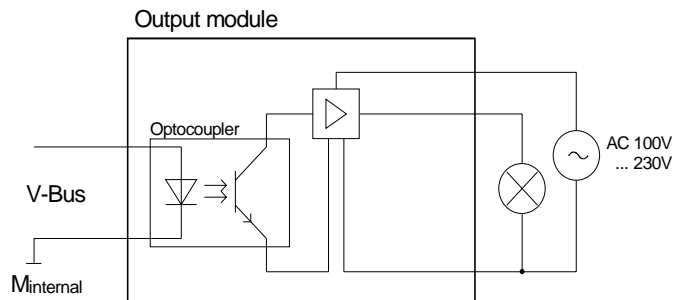 Output module
Optocoupler
AC 100V
... 230V
V-Bus
Minternal